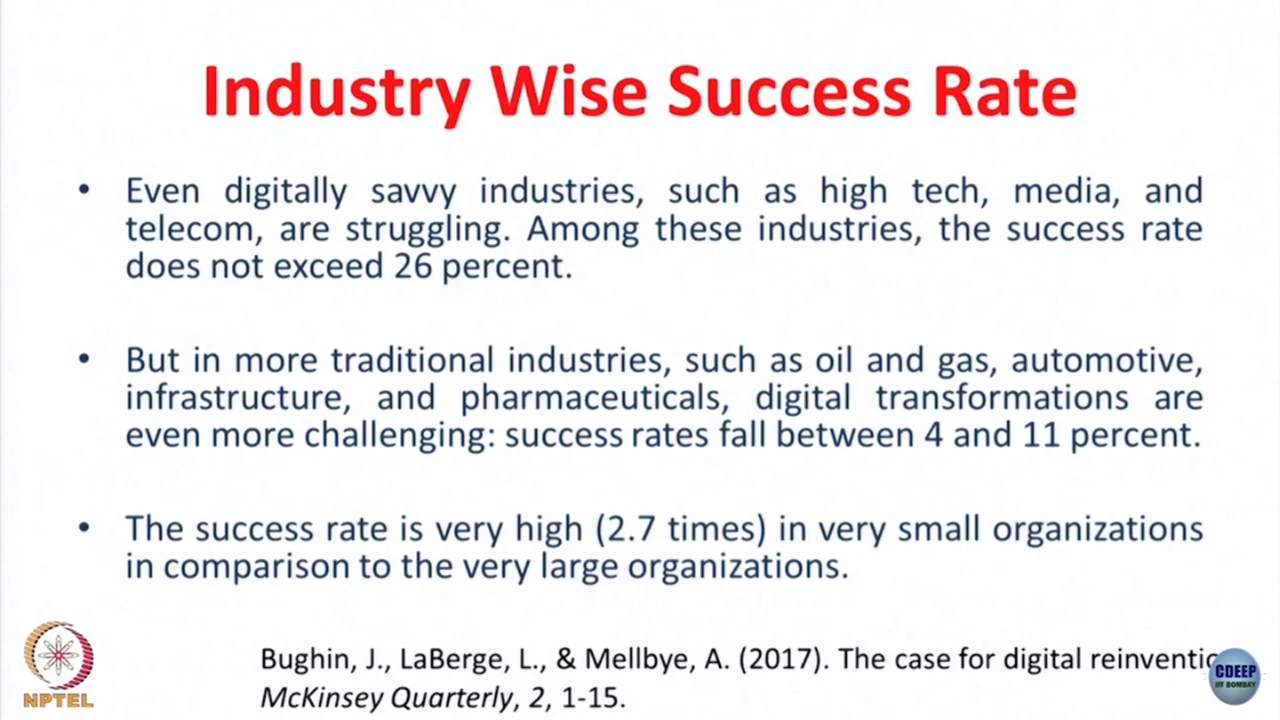 Industry Wise Success Rate
• Even digitally savvy industries, such as high tech, media, and
telecom, are struggling. Among these industries, the success rate
does not exceed 26 percent.
• But in more traditional industries, such as oil and gas, automotive,
infrastructure, and pharmaceuticals, digital transformations are
even more challenging: success rates fall between 4 and 11 percent.
• The success rate is very high (2.7 times) in very small organizations
in comparison to the very large organizations.
Bughin, J., LaBerge, L., & Mellbye, A. (2017). The case for digital
McKinsey Quarterly, 2, 1-15.
NPTEL
CDEEP
IIT BOMBAY